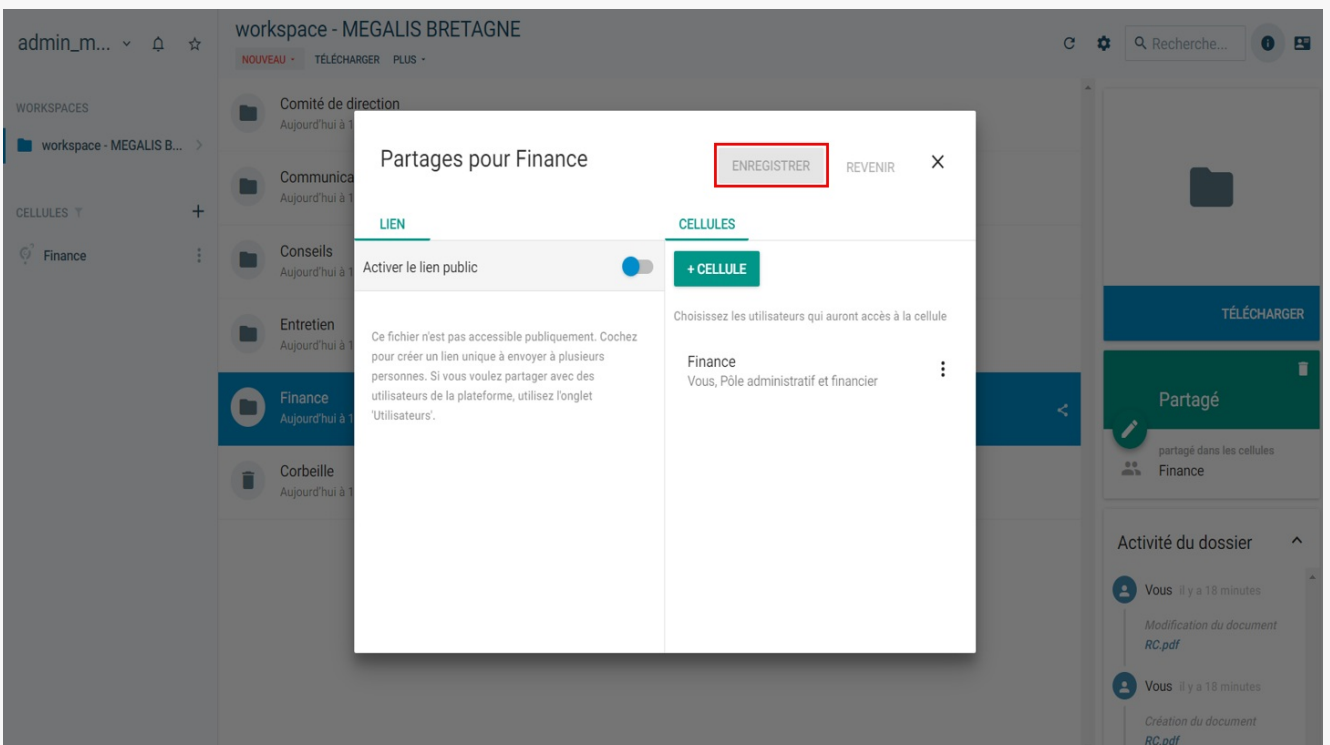 admin_m...
workspace - MEGALIS BRETAGNE
NOUVEAU - TÉLÉCHARGER PLUS -
Recherche...
WORKSPACES
workspace - MEGALIS B...
CELLULES
Finance
Comité de direction
Aujourd'hui à 1
Communica
Aujourd'hui à 1
Conseils
Aujourd'hui à 1
Entretien
Aujourd'hui à 1
Finance
Aujourd'hui à 1
Corbeille
Aujourd'hui à 1
Partages pour Finance
ENREGISTRER
REVENIR
LIEN
Activer le lien public
Ce fichier n'est pas accessible publiquement. Cochez
pour créer un lien unique à envoyer à plusieurs
personnes. Si vous voulez partager avec des
utilisateurs de la plateforme, utilisez l'onglet
'Utilisateurs'.
CELLULES
+ CELLULE
Choisissez les utilisateurs qui auront accès à la cellule
Finance
Vous, Pôle administratif et financier
TÉLÉCHARGER
Partagé
partagé dans les cellules
Finance
Activité du dossier
Vous il y a 18 minutes
Modification du document
RC.pdf
Vous il y a 18 minutes
Création du document
RC.pdf